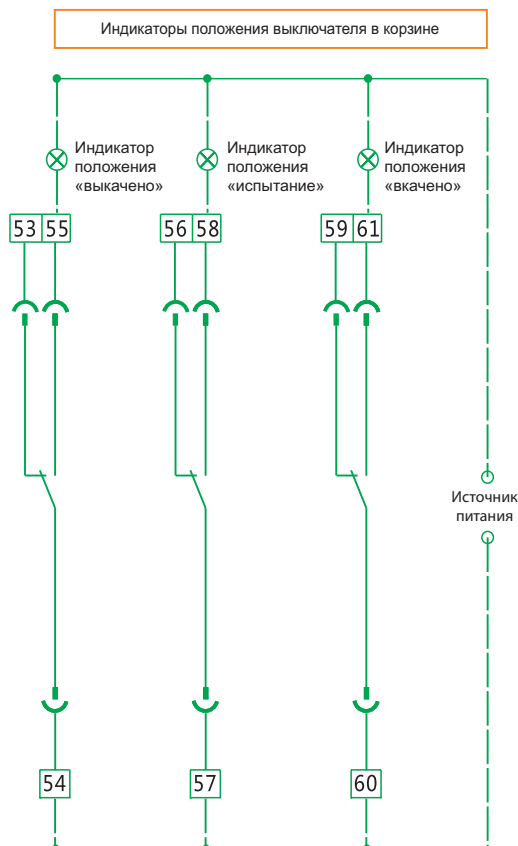 Индикаторы положения выключателя в корзине
Индикатор
положения
«выкачено»
Индикатор
положения
«испытание»
Индикатор
положения
«вкачено»
53 55
56 58
59 61
Источник
питания
54
57
60